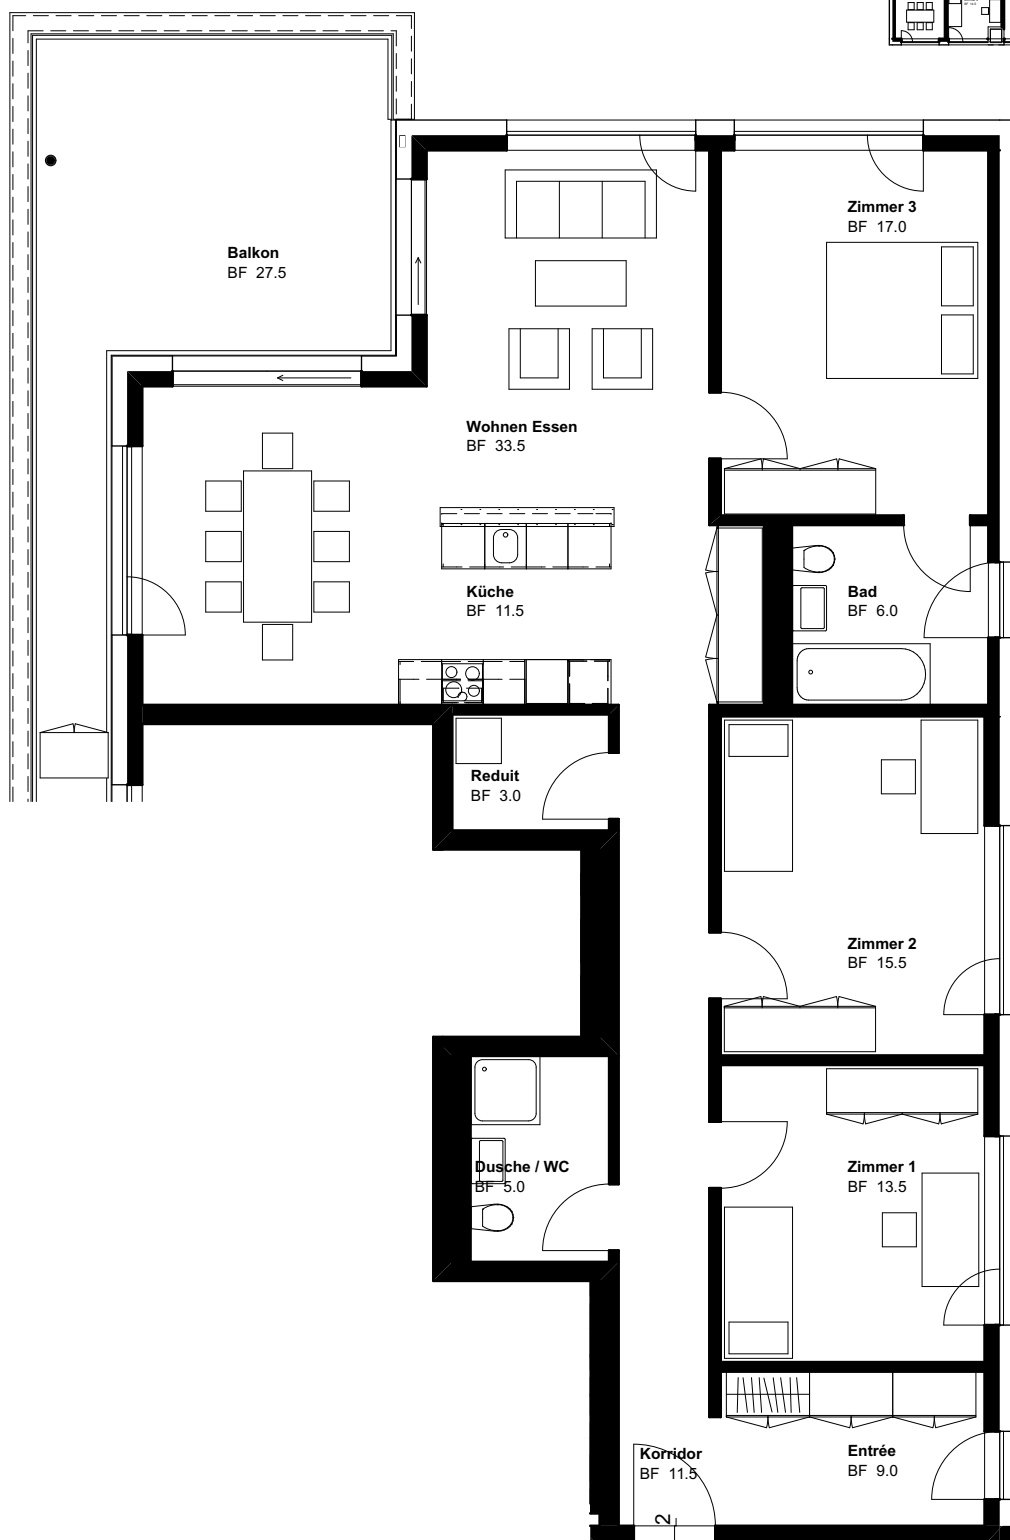 Zimmer 3
BF 17.0
Balkon
BF 27.5
Wohnen Essen
BF 33.5
Küche
BF 11.5
Bad
BF 6.0
Reduit
BF 3.0
Zimmer 2
BF 15.5
Dusche / WC
BF 5.0
Zimmer 1
BF 13.5
Korridor
BF 11.5
Entrée
BF 9.0
2